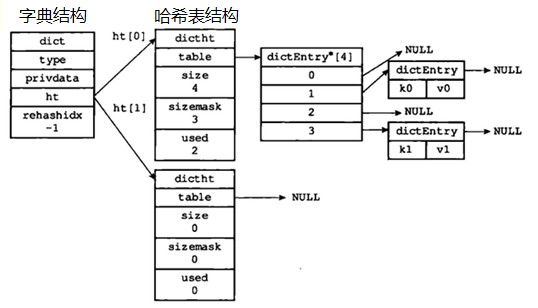 字典结构
哈希表结构
dict
type
privdata
ht
rehashidx
-1
ht[0]
ht[1]
dictht
table
size
4
sizemask
3
used
2
dictEntry*[4]
0
1
2
3
NULL
dictEntry
k0 v0
NULL
NULL
dictEntry
k1 v1
NULL
dictht
table
NULL
size
0
sizemask
0
used
0